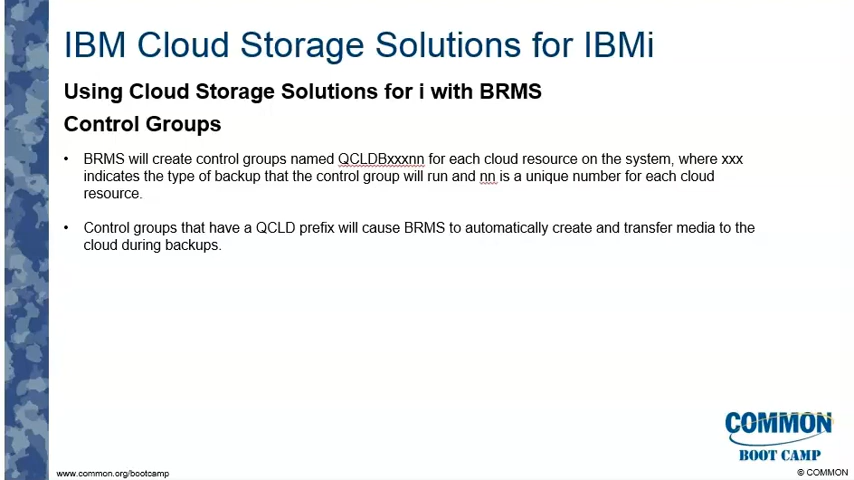 IBM Cloud Storage Solutions for IBMi
Using Cloud Storage Solutions for i with BRMS
Control Groups
• BRMS will create control groups named QCLDBxxxnn for each cloud resource on the system, where xxx
indicates the type of backup that the control group will run and nn is a unique number for each cloud
resource.
• Control groups that have a QCLD prefix will cause BRMS to automatically create and transfer media to the
cloud during backups.
COMMON
BOOT CAMP
www.common.org/bootcamp
© COMMON